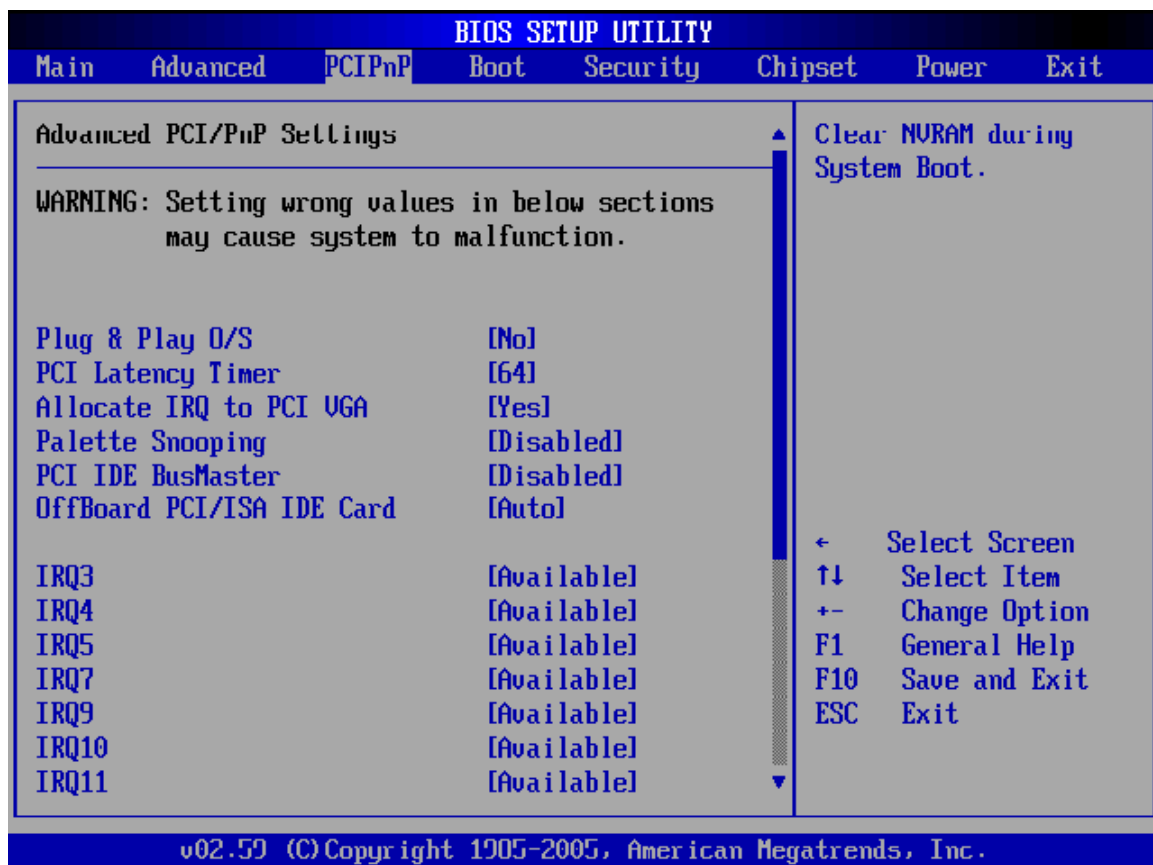 BIOS SETUP UTILITY
Main Advanced PCIPnP Boot Security Chipset Power Exit
Advanced PCI/PnP Settings
WARNING: Setting wrong values in below sections
may cause system to malfunction.
Plug & Play O/S [No]
PCI Latency Timer [64]
Allocate IRQ to PCI VGA [Yes]
Palette Snooping [Disabled]
PCI IDE BusMaster [Disabled]
OffBoard PCI/ISA IDE Card [Auto]
IRQ3 [Available]
IRQ4 [Available]
IRQ5 [Available]
IRQ7 [Available]
IRQ9 [Available]
IRQ10 [Available]
IRQ11 [Available]
Clear NVRAM during
System Boot.
← Select Screen
↑↓ Select Item
+- Change Option
F1 General Help
F10 Save and Exit
ESC Exit
v02.59 (C)Copyright 1985-2005, American Megatrends, Inc.